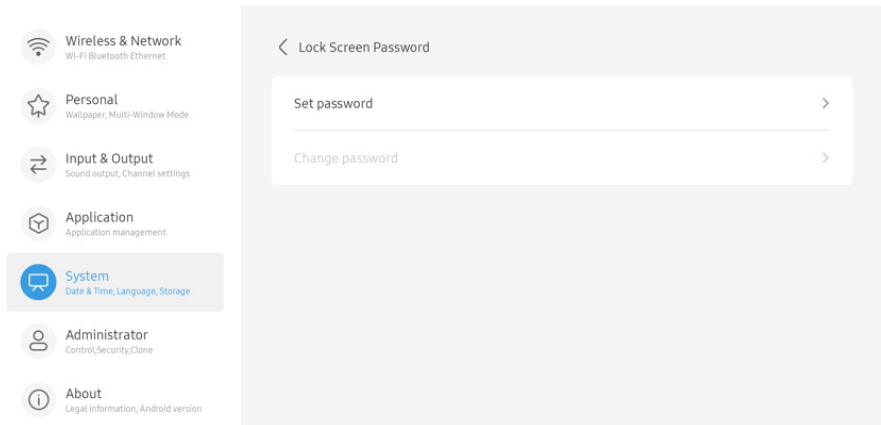 Wireless & Network
Wi-Fi Bluetooth Ethernet
Personal
Wallpaper, Multi-Window Mode
Input & Output
Sound output, Channel settings
Application
Application management
System
Date & Time, Language, Storage
Administrator
Control,Security,Clone
About
Legal information, Android version
Lock Screen Password
Set password
Change password